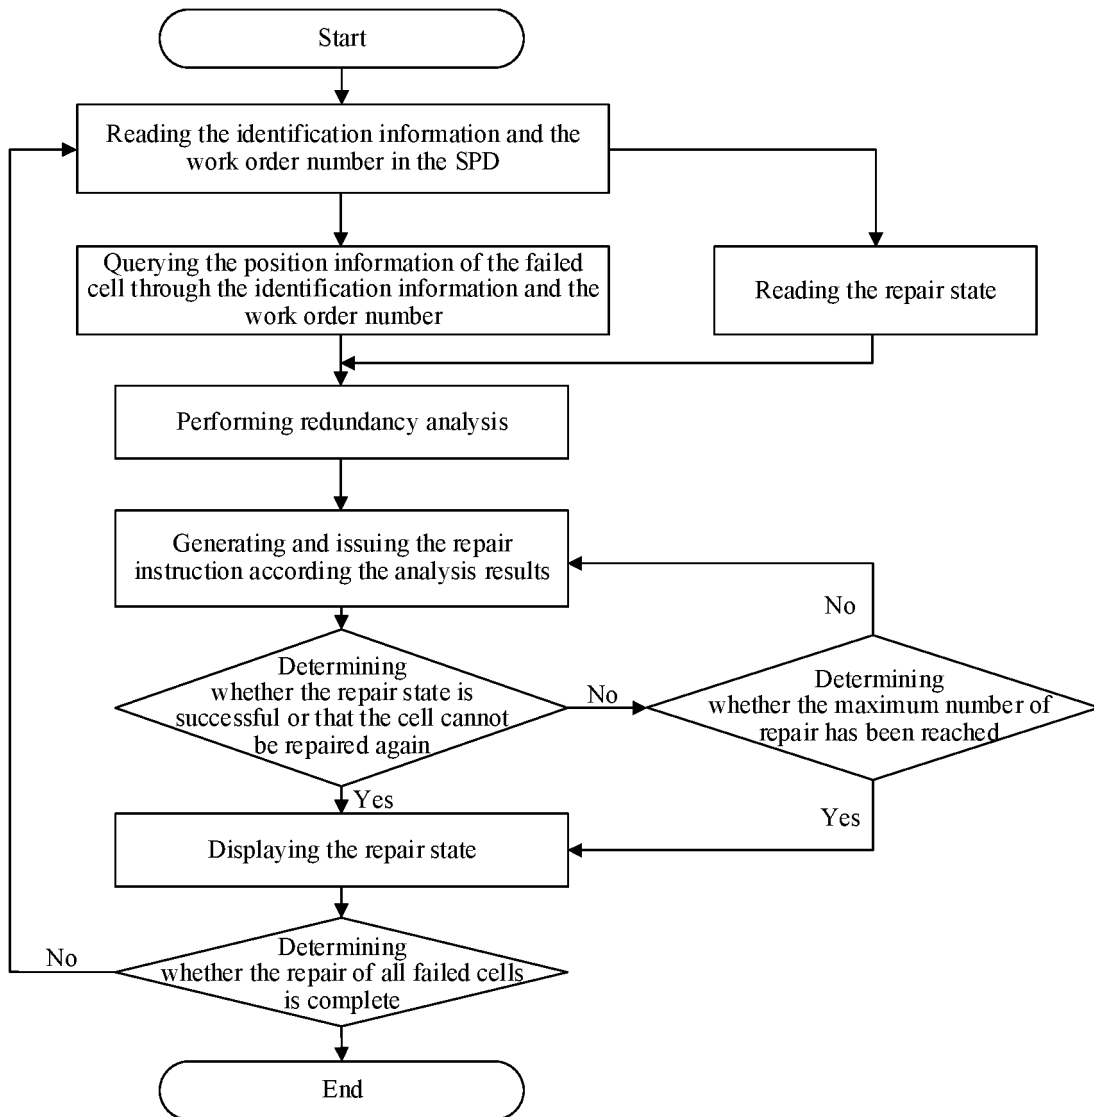 Start
Reading the identification information and the
work order number in the SPD
Querying the position information of the failed
cell through the identification information and the
work order number
Reading the repair state
Performing redundancy analysis
Generating and issuing the repair
instruction according the analysis results
No
Determining
whether the repair state is
successful or that the cell cannot
be repaired again
No
Determining
whether the maximum number of
repair has been reached
Yes
Yes
Displaying the repair state
No
Determining
whether the repair of all failed cells
is complete
End